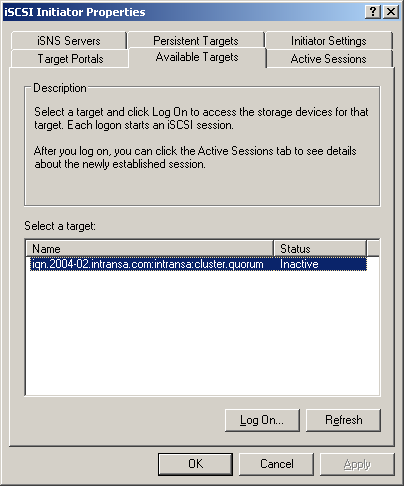 iSCSI Initiator Properties
iSNS Servers Persistent Targets Initiator Settings
Target Portals Available Targets Active Sessions
Description
Select a target and click Log On to access the storage devices for that
target. Each logon starts an iSCSI session.
After you log on, you can click the Active Sessions tab to see details
about the newly established session.
Select a target:
Name Status
iqn.2004-02.intransa.com:intransa:cluster.quorum Inactive
Log On... Refresh
OK Cancel Apply